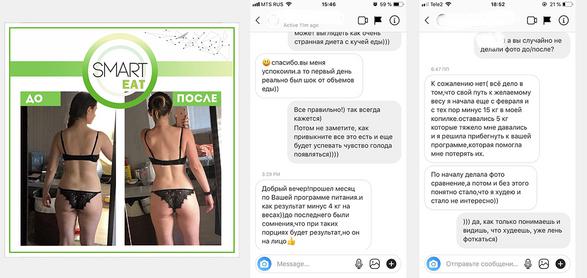 SMART
EAT
ДО
ПОСЛЕ
MTS RUS
15:46
59 %
Active 11m ago
может выглядеть как очень
странная диета с кучей еды)))
спасибо.вы меня
успокоили.а то первый день
реально был шок от объемов
еды))
Все правильно!) так всегда
кажется)
Потом не заметите, как
привыкните все это есть и еще
будет успевать чувство голода
появляться))))
3:29 PM
Добрый вечер!прошел месяц
по Вашей программе питания.и
как результат минус 4 кг на
весах))до последнего были
сомнения,что при таких
порциях будет результат,но он
на лицо👍
Message...
Tele2
18:52
21 %
а вы случайно не
делали фото до/после?
6:47 ПП
К сожалению нет( всё дело в
том,что свой путь к желаемому
весу я начала еще с февраля и
с тех пор минус 15 кг в моей
копилке.оставались 5 кг
которые тяжело мне давались
и я решила прибегнуть к вашей
программе,которая помогла
мне потерять их.
По началу делала фото
сравнение,а потом и без этого
понятно стало,что я худею и
стало не интересно))
))) да, как только понимаешь и
видишь, что худеешь, уже лень
фоткаться)
Отправьте сообщени...